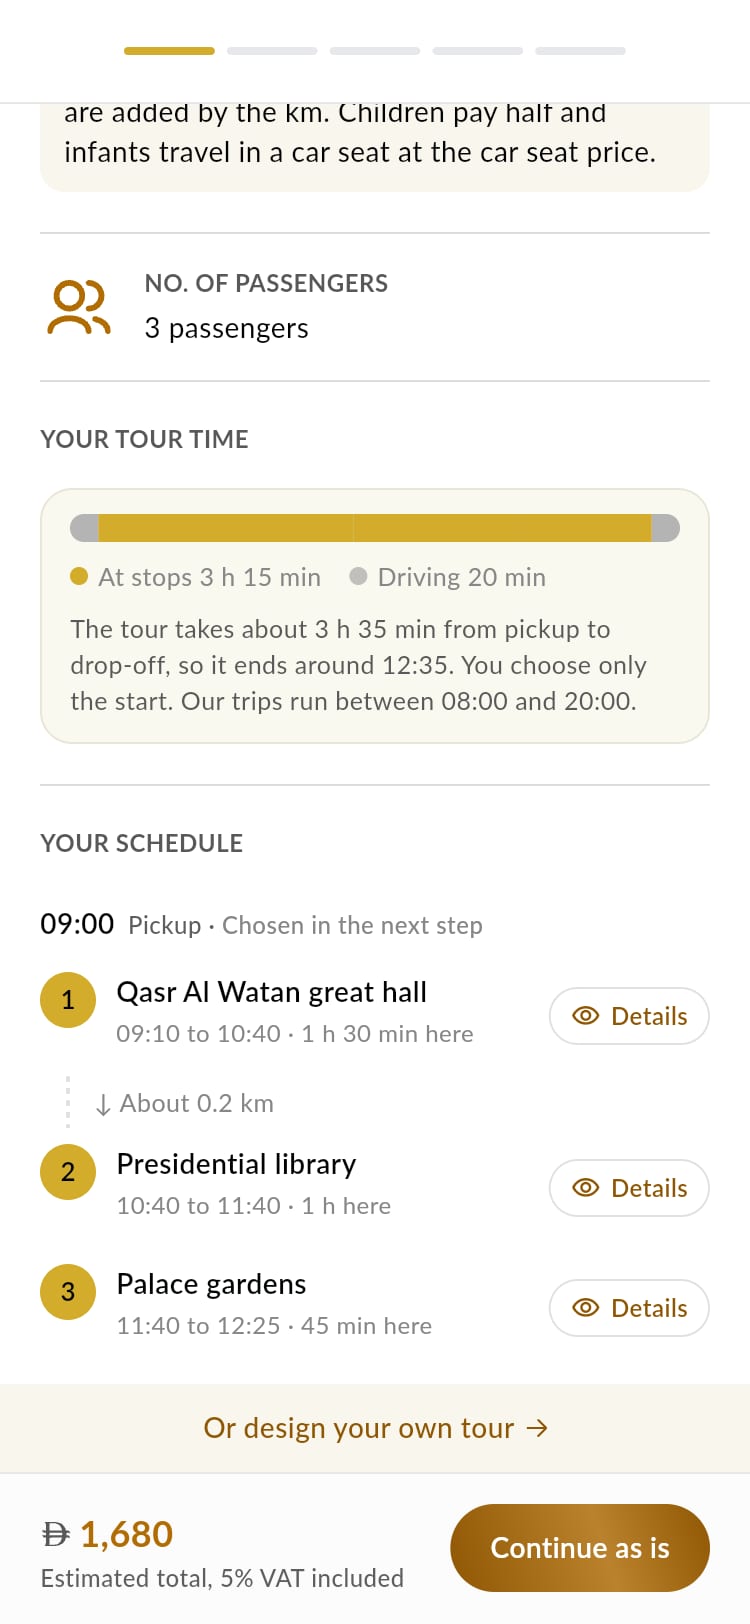 are added by the km. Children pay half and
infants travel in a car seat at the car seat price.
NO. OF PASSENGERS
3 passengers
YOUR TOUR TIME
At stops 3 h 15 min
Driving 20 min
The tour takes about 3 h 35 min from pickup to
drop-off, so it ends around 12:35. You choose only
the start. Our trips run between 08:00 and 20:00.
YOUR SCHEDULE
09:00 Pickup · Chosen in the next step
1
Qasr Al Watan great hall
09:10 to 10:40 · 1 h 30 min here
Details
↓ About 0.2 km
2
Presidential library
10:40 to 11:40 · 1 h here
Details
3
Palace gardens
11:40 to 12:25 · 45 min here
Details
Or design your own tour →
1,680
Estimated total, 5% VAT included
Continue as is